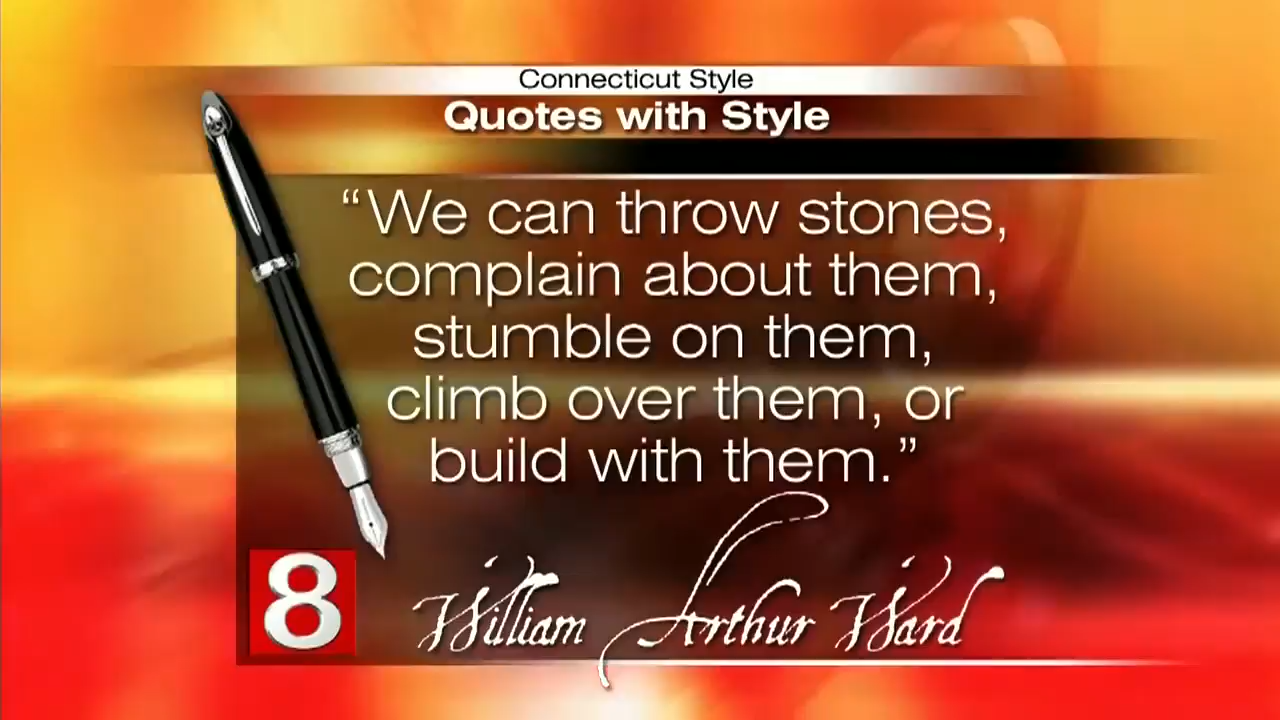 Connecticut Style
Quotes with Style
“We can throw stones,
complain about them,
stumble on them,
climb over them, or
build with them.”
William Arthur Ward
8